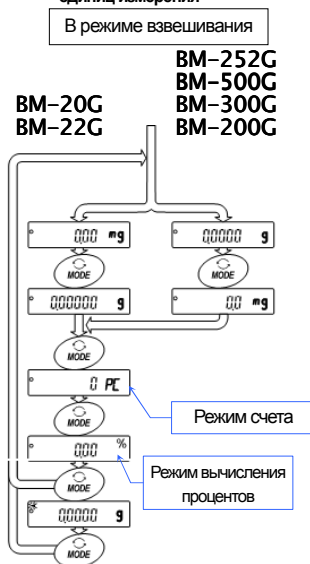 единиц измерения
В режиме взвешивания
BM-20G
BM-22G
BM-252G
BM-500G
BM-300G
BM-200G
0.00 mg
0.0000 g
MODE
MODE
0.00000 g
0.0 mg
MODE
0 PC
Режим счета
MODE
0.00 %
Режим вычисления
процентов
MODE
0.0000 g
MODE